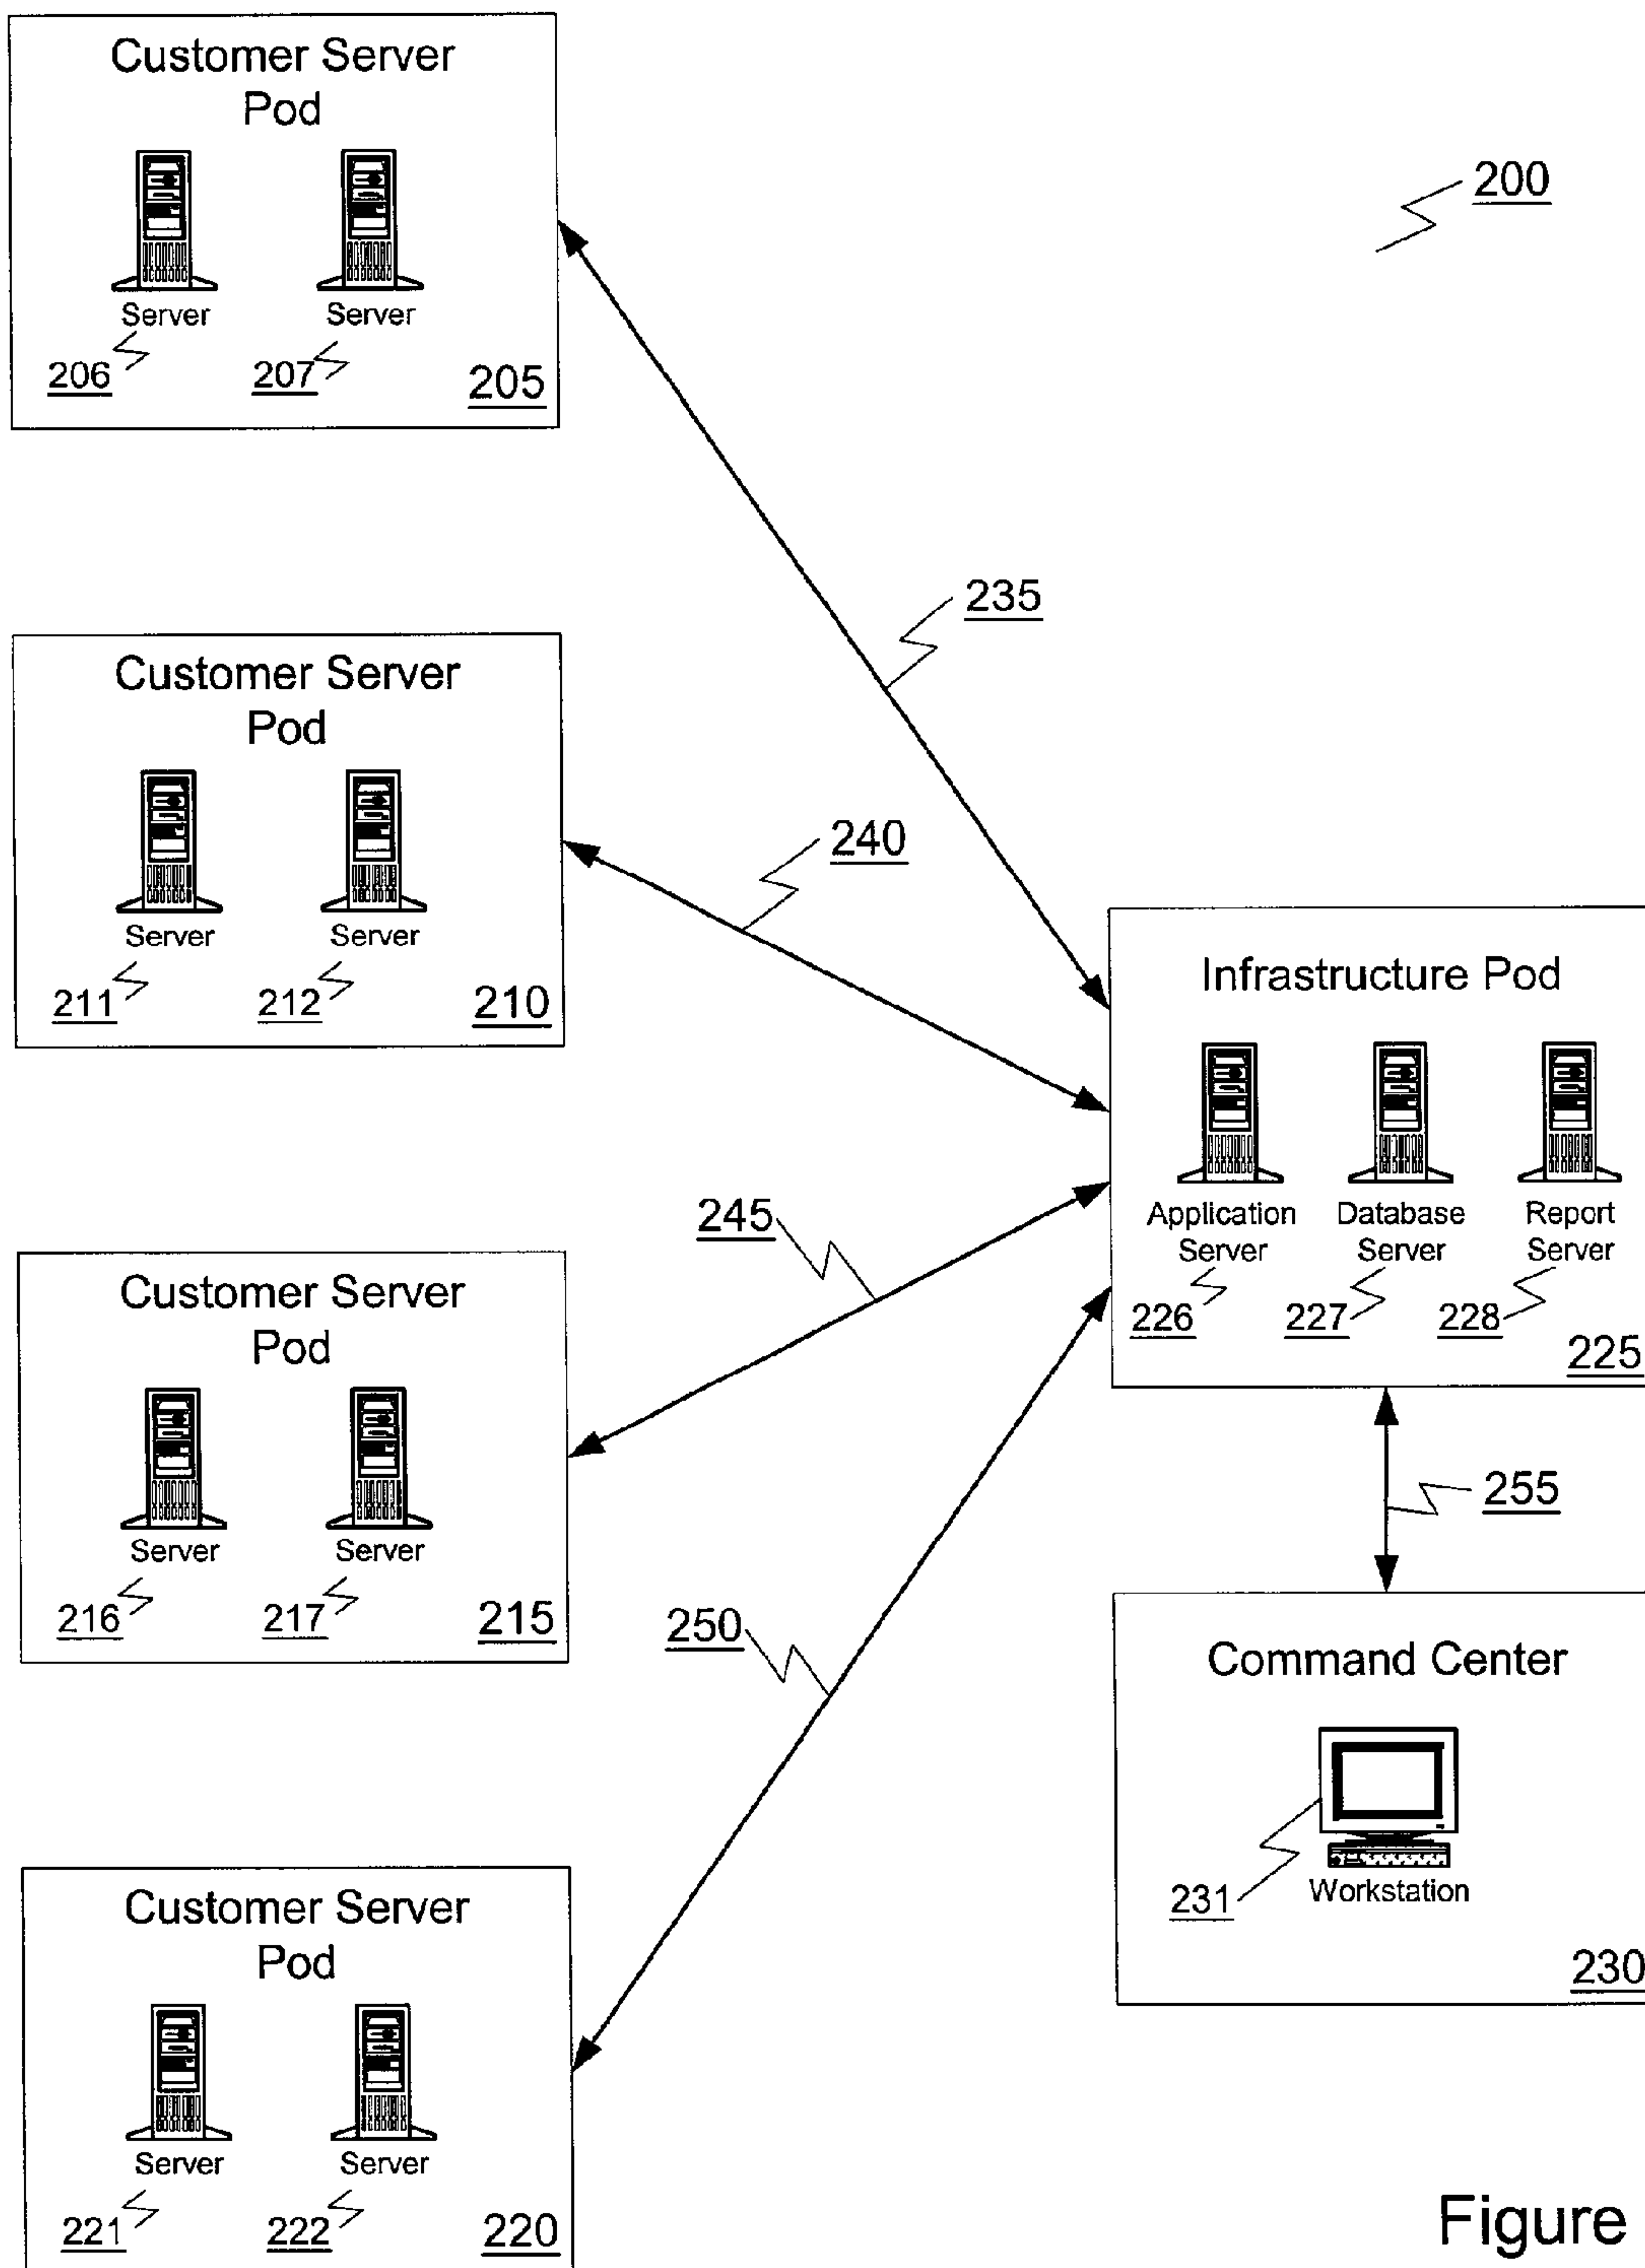 Customer Server
Pod
Server
Server
206
207
205
200
235
Customer Server
Pod
Server
Server
211
212
210
240
Infrastructure Pod
Application
Server
Database
Server
Report
Server
226
227
228
225
245
Customer Server
Pod
Server
Server
216
217
215
255
250
Command Center
231
Workstation
230
Customer Server
Pod
Server
Server
221
222
220
Figure